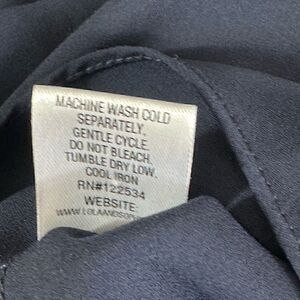 MACHINE WASH COLD
SEPARATELY,
GENTLE CYCLE.
DO NOT BLEACH.
TUMBLE DRY LOW,
COOL IRON
RN#122534
WEBSITE: